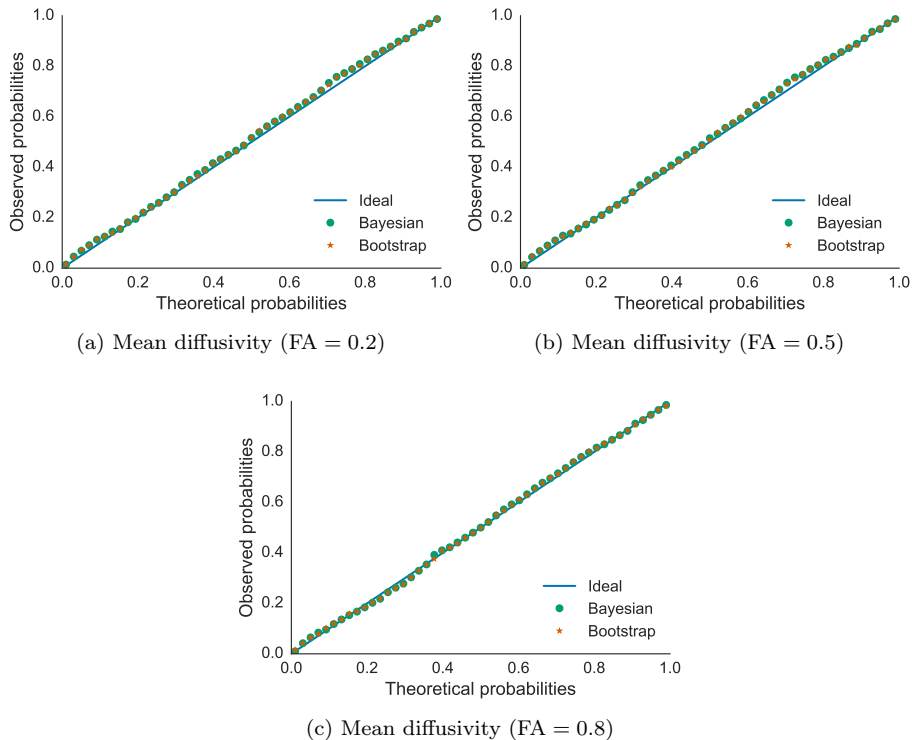 1.0
0.8
0.6
0.4
0.2
0.0
Observed probabilities
Ideal
Bayesian
Bootstrap
0.0 0.2 0.4 0.6 0.8 1.0
Theoretical probabilities
(a) Mean diffusivity (FA = 0.2)
1.0
0.8
0.6
0.4
0.2
0.0
Observed probabilities
Ideal
Bayesian
Bootstrap
0.0 0.2 0.4 0.6 0.8 1.0
Theoretical probabilities
(b) Mean diffusivity (FA = 0.5)
1.0
0.8
0.6
0.4
0.2
0.0
Observed probabilities
Ideal
Bayesian
Bootstrap
0.0 0.2 0.4 0.6 0.8 1.0
Theoretical probabilities
(c) Mean diffusivity (FA = 0.8)